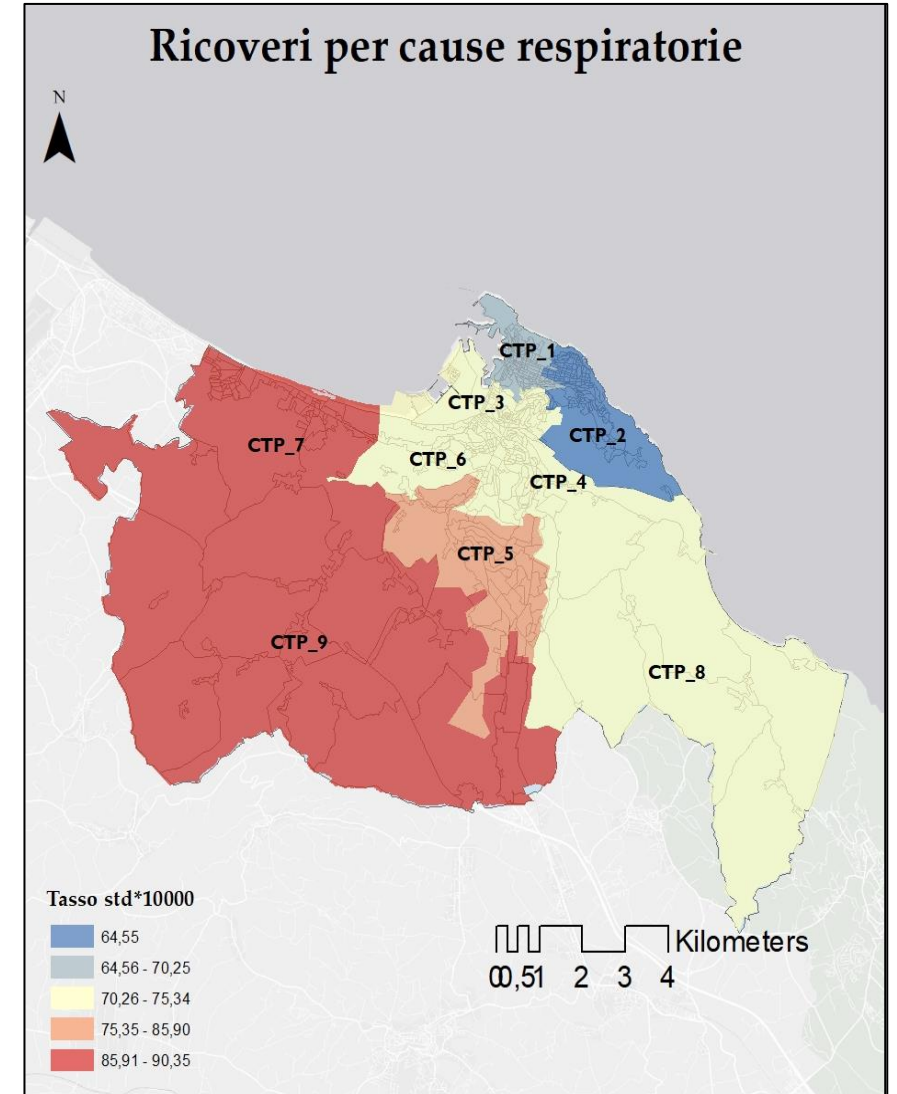 Ricoveri per cause respiratorie
N
CTP_1
CTP_3
CTP_2
CTP_7
CTP_6
CTP_4
CTP_5
CTP_9
CTP_8
Tasso std*10000
64,55
64,56 - 70,25
70,26 - 75,34
75,35 - 85,90
85,91 - 90,35
Kilometers
00,51 2 3 4